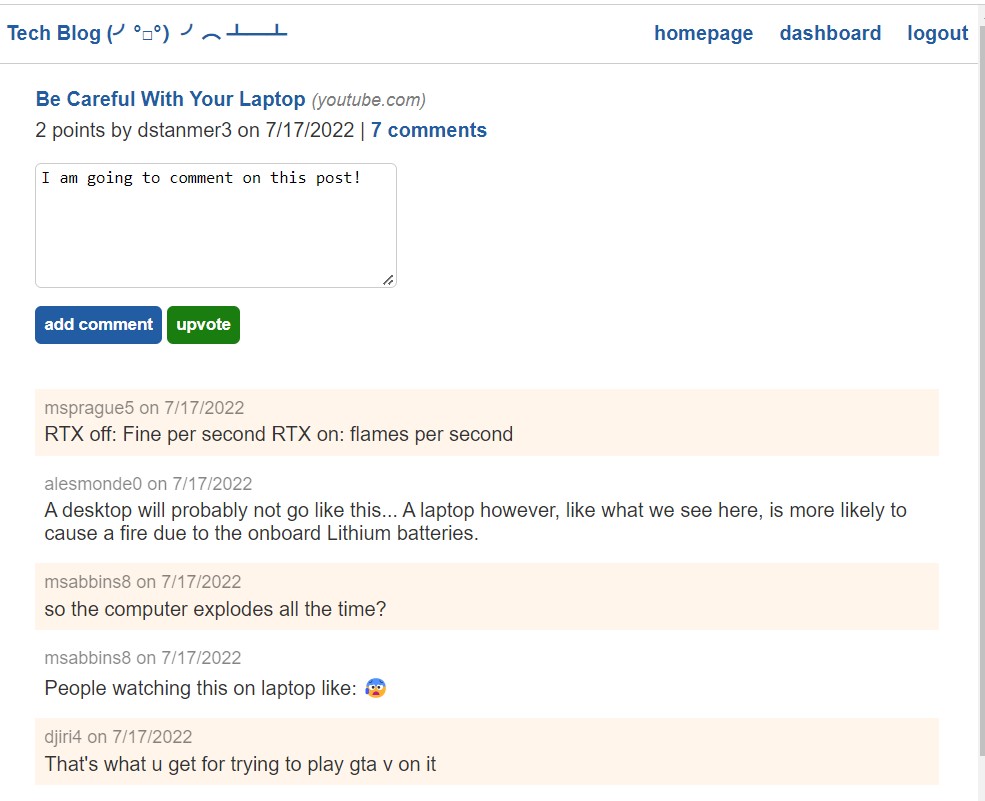 Tech Blog (╯°□°)╯︵┻━┻ homepage dashboard logout
Be Careful With Your Laptop (youtube.com)
2 points by dstanmer3 on 7/17/2022 | 7 comments
I am going to comment on this post!
add comment upvote
msprague5 on 7/17/2022
RTX off: Fine per second RTX on: flames per second
alesmonde0 on 7/17/2022
A desktop will probably not go like this... A laptop however, like what we see here, is more likely to
cause a fire due to the onboard Lithium batteries.
msabbins8 on 7/17/2022
so the computer explodes all the time?
msabbins8 on 7/17/2022
People watching this on laptop like: 😰
djiri4 on 7/17/2022
That's what u get for trying to play gta v on it